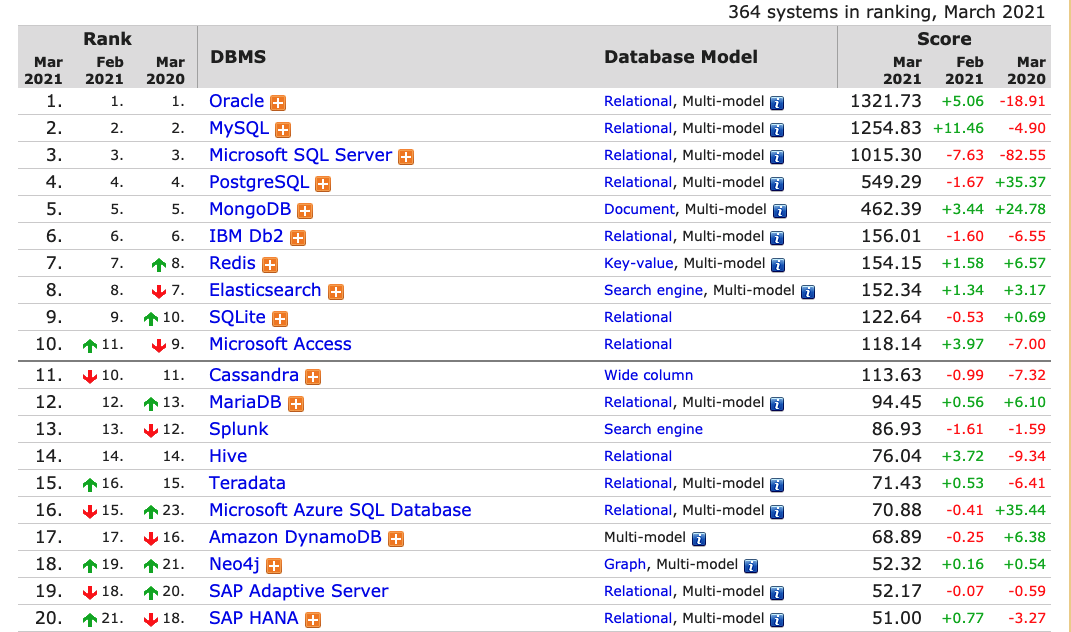 364 systems in ranking, March 2021
Rank DBMS Database Model Score
Mar 2021 Feb 2021 Mar 2020 Mar 2021 Feb 2021 Mar 2020
1. 1. 1. Oracle Relational, Multi-model 1321.73 +5.06 -18.91
2. 2. 2. MySQL Relational, Multi-model 1254.83 +11.46 -4.90
3. 3. 3. Microsoft SQL Server Relational, Multi-model 1015.30 -7.63 -82.55
4. 4. 4. PostgreSQL Relational, Multi-model 549.29 -1.67 +35.37
5. 5. 5. MongoDB Document, Multi-model 462.39 +3.44 +24.78
6. 6. 6. IBM Db2 Relational, Multi-model 156.01 -1.60 -6.55
7. 7. 8. Redis Key-value, Multi-model 154.15 +1.58 +6.57
8. 8. 7. Elasticsearch Search engine, Multi-model 152.34 +1.34 +3.17
9. 9. 10. SQLite Relational 122.64 -0.53 +0.69
10. 11. 9. Microsoft Access Relational 118.14 +3.97 -7.00
11. 10. 11. Cassandra Wide column 113.63 -0.99 -7.32
12. 12. 13. MariaDB Relational, Multi-model 94.45 +0.56 +6.10
13. 13. 12. Splunk Search engine 86.93 -1.61 -1.59
14. 14. 14. Hive Relational 76.04 +3.72 -9.34
15. 16. 15. Teradata Relational, Multi-model 71.43 +0.53 -6.41
16. 15. 23. Microsoft Azure SQL Database Relational, Multi-model 70.88 -0.41 +35.44
17. 17. 16. Amazon DynamoDB Multi-model 68.89 -0.25 +6.38
18. 19. 21. Neo4j Graph, Multi-model 52.32 +0.16 +0.54
19. 18. 20. SAP Adaptive Server Relational, Multi-model 52.17 -0.07 -0.59
20. 21. 18. SAP HANA Relational, Multi-model 51.00 +0.77 -3.27